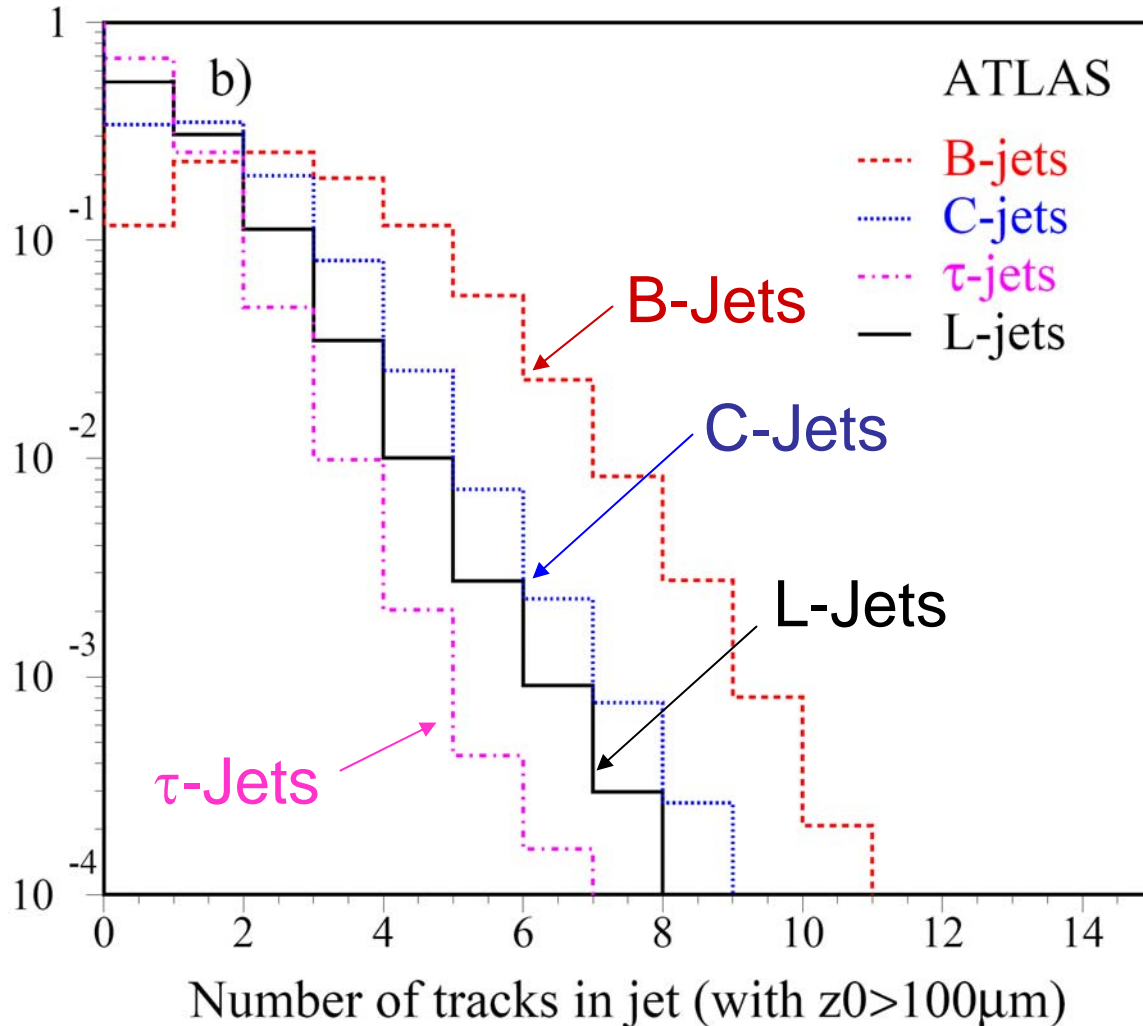 1
b)
ATLAS
B-jets
C-jets
τ-jets
L-jets
10 -1
B-Jets
C-Jets
10 -2
L-Jets
10 -3
τ-Jets
10 -4
0 2 4 6 8 10 12 14
Number of tracks in jet (with z0>100μm)